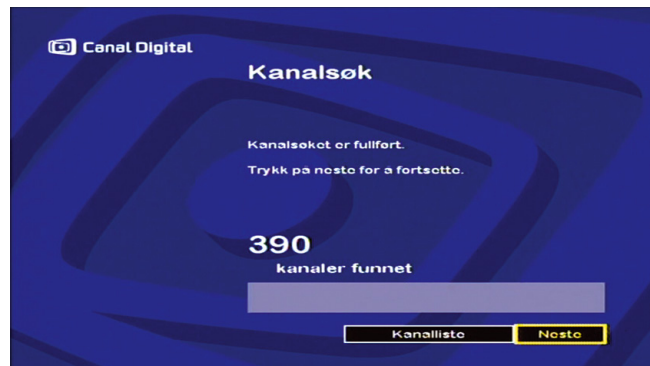 Canal Digital
Kanalsøk
Kanalsøket er fullført.
Trykk på neste for å fortsette.
390
kanaler funnet
Kanalliste
Neste